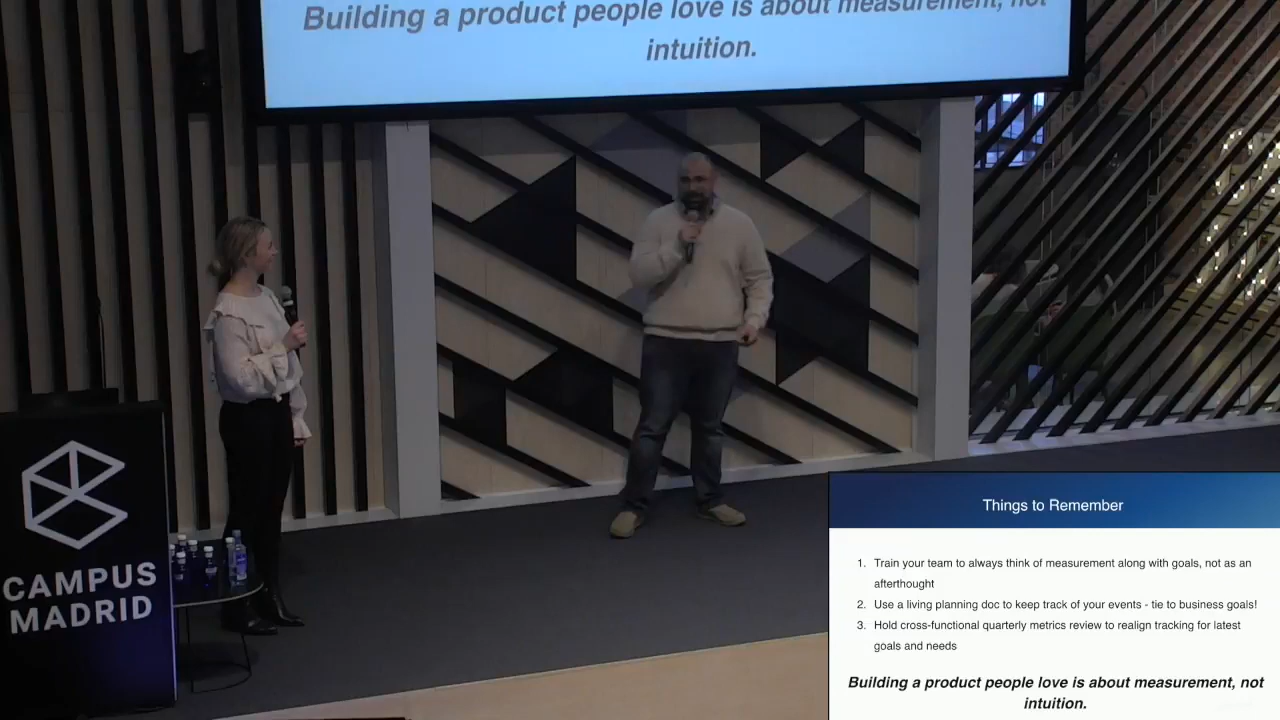 Building a product people love is about measurement, not
intuition.
CAMPUS
MADRID
Things to Remember
1. Train your team to always think of measurement along with goals, not as an
afterthought
2. Use a living planning doc to keep track of your events - tie to business goals!
3. Hold cross-functional quarterly metrics review to realign tracking for latest
goals and needs
Building a product people love is about measurement, not
intuition.